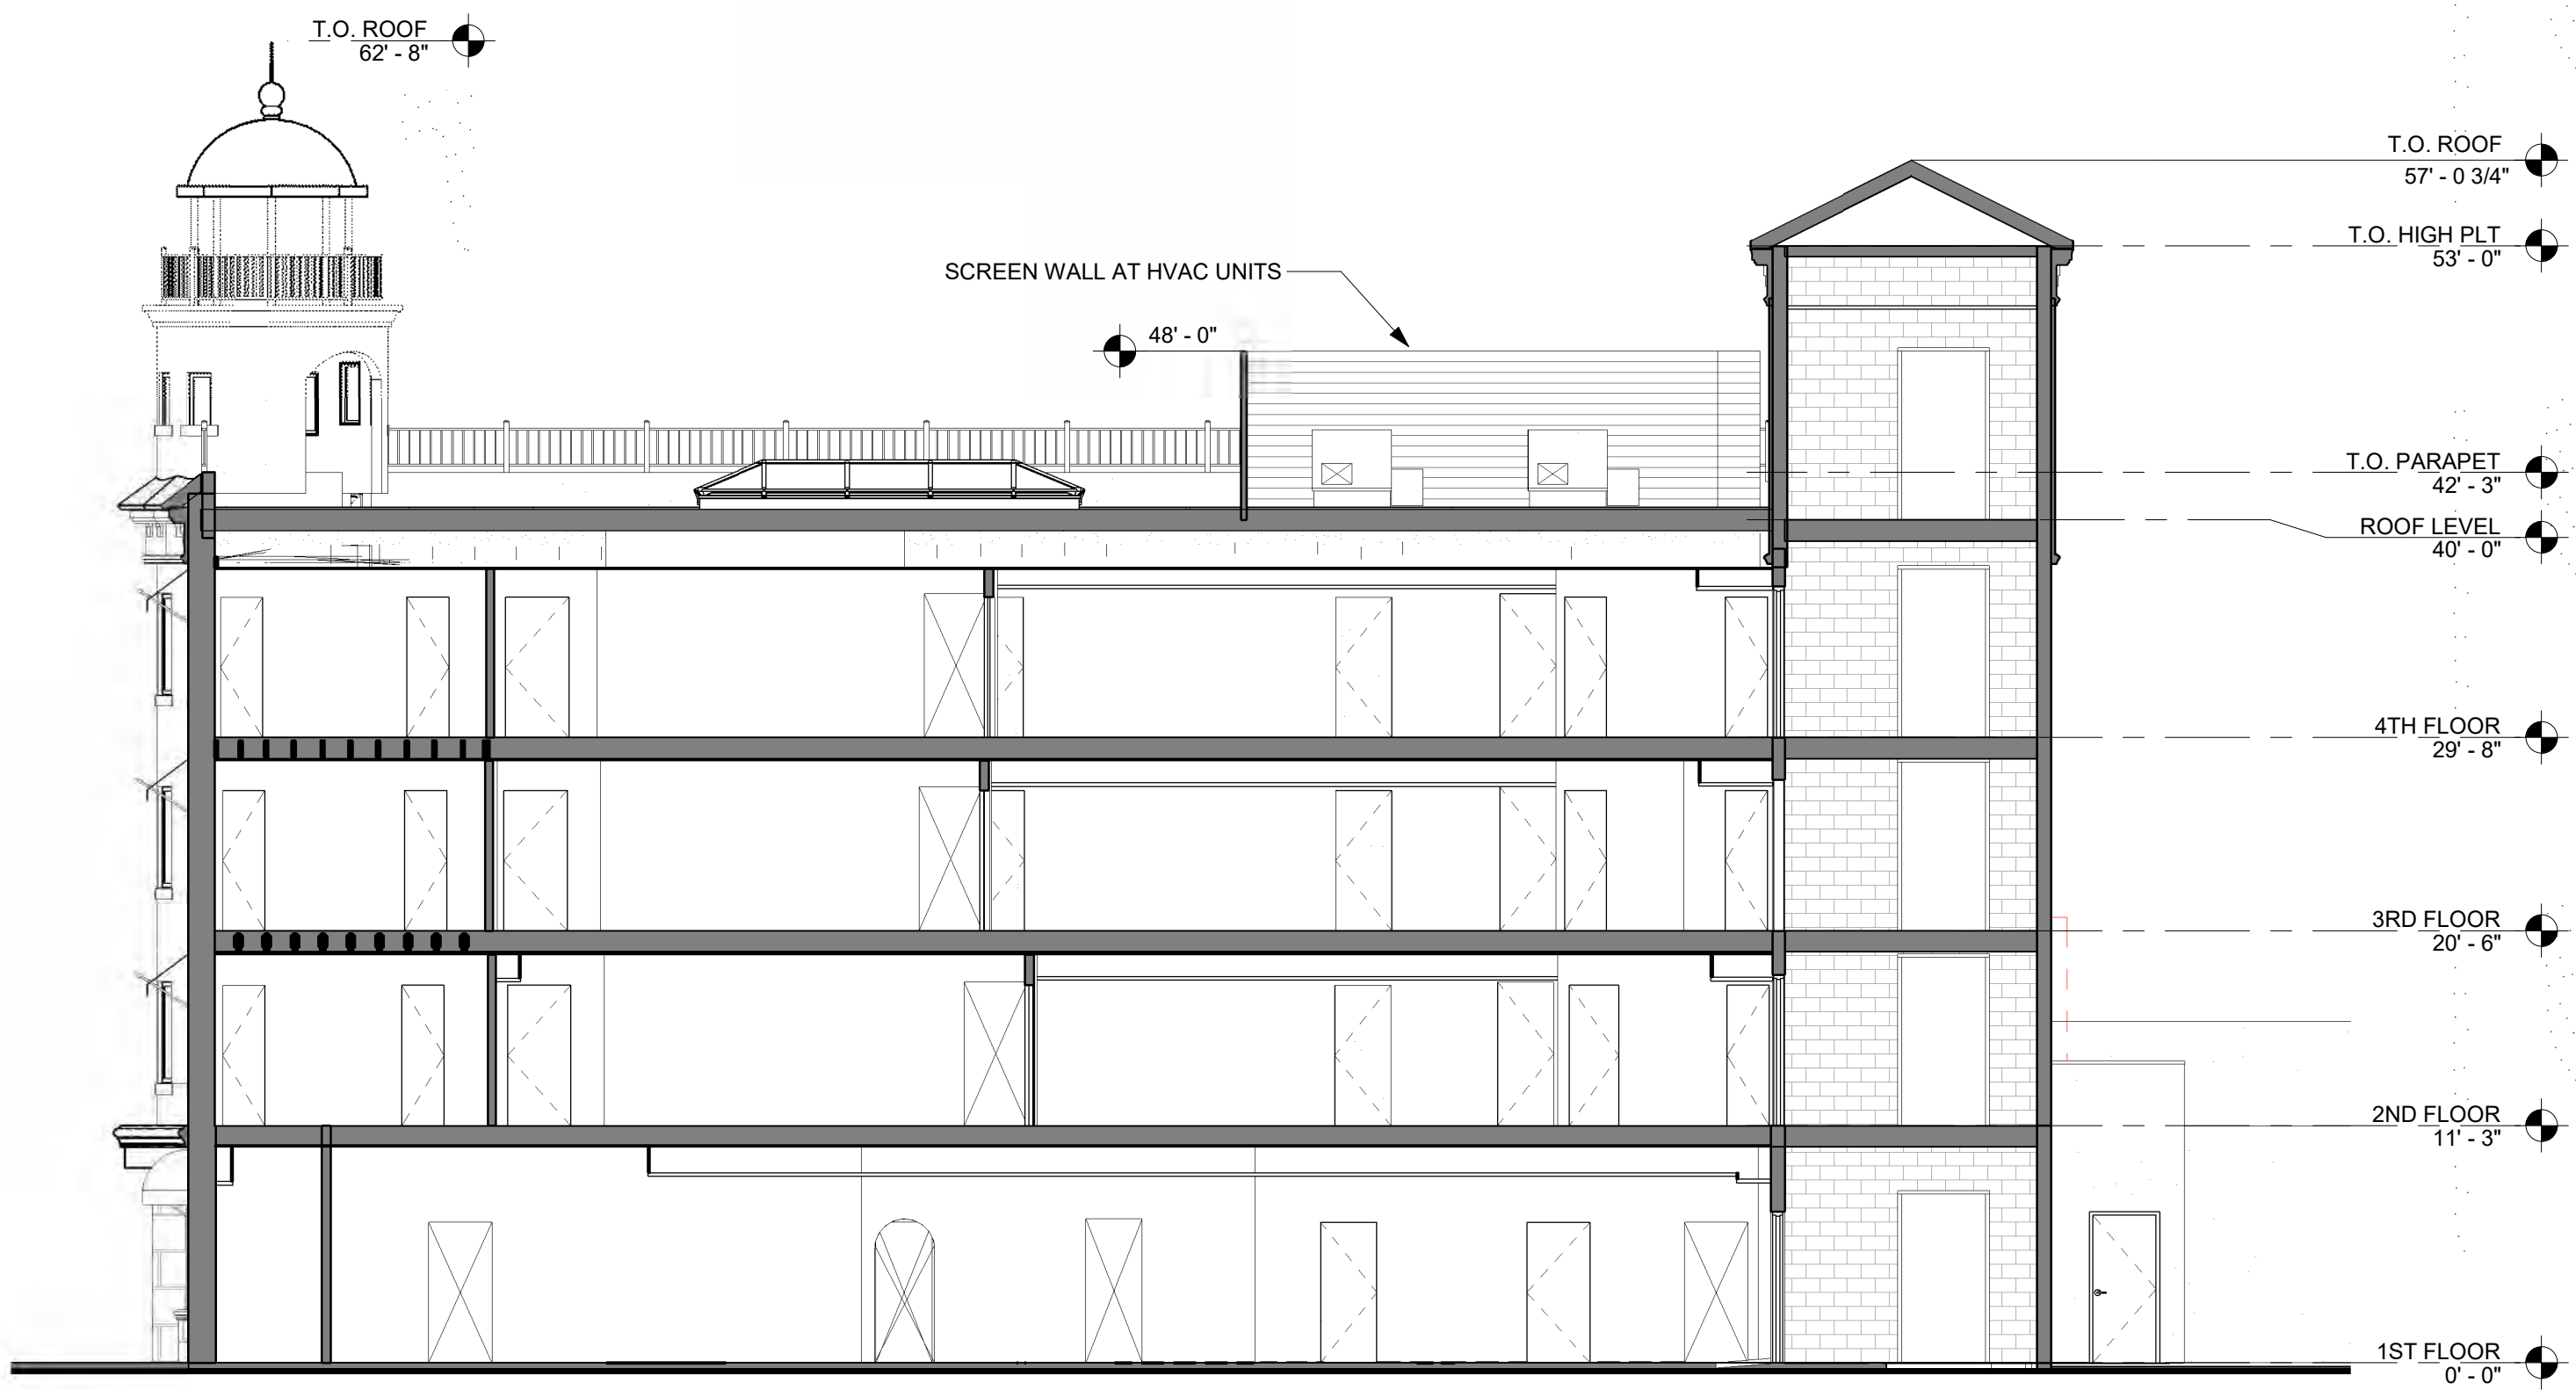 T.O. ROOF
62' - 8"
T.O. ROOF
57' - 0 3/4"
T.O. HIGH PLT
53' - 0"
SCREEN WALL AT HVAC UNITS
48' - 0"
T.O. PARAPET
42' - 3"
ROOF LEVEL
40' - 0"
4TH FLOOR
29' - 8"
3RD FLOOR
20' - 6"
2ND FLOOR
11' - 3"
1ST FLOOR
0' - 0"